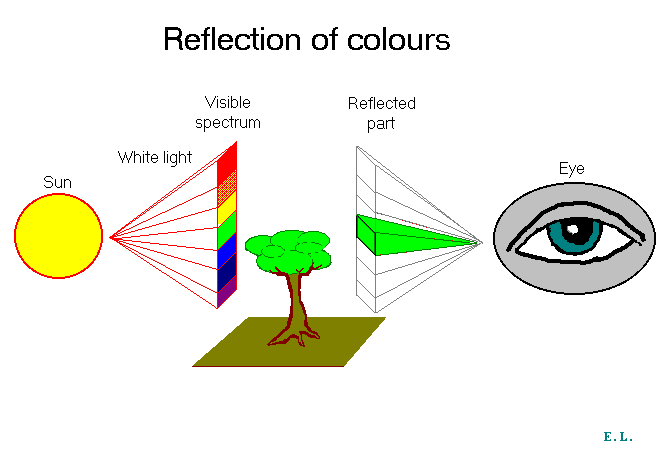 Reflection of colours
Visible
spectrum
Reflected
part
White light
Eye
Sun
E. L.